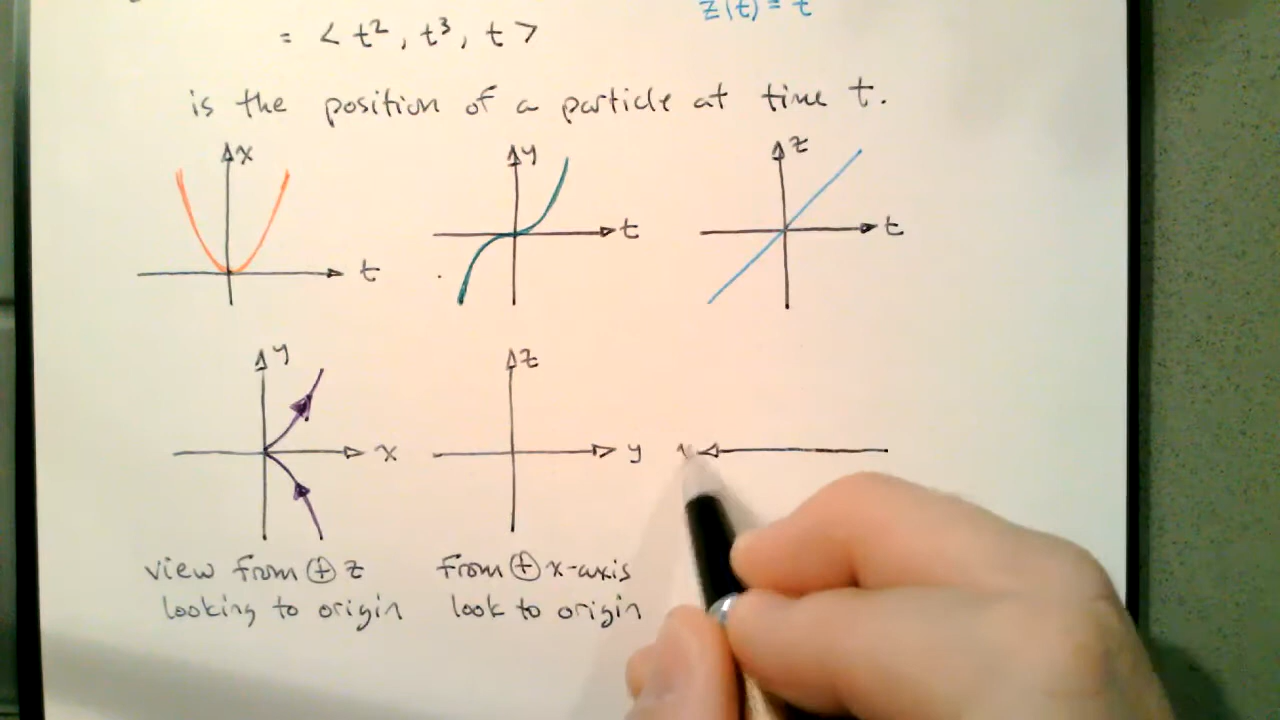 z(t) = t
= < t², t³, t >
is the position of a particle at time t.
x
t
y
t
z
t
y
x
z
y
x
view from ⊕ z
looking to origin
from ⊕ x-axis
look to origin